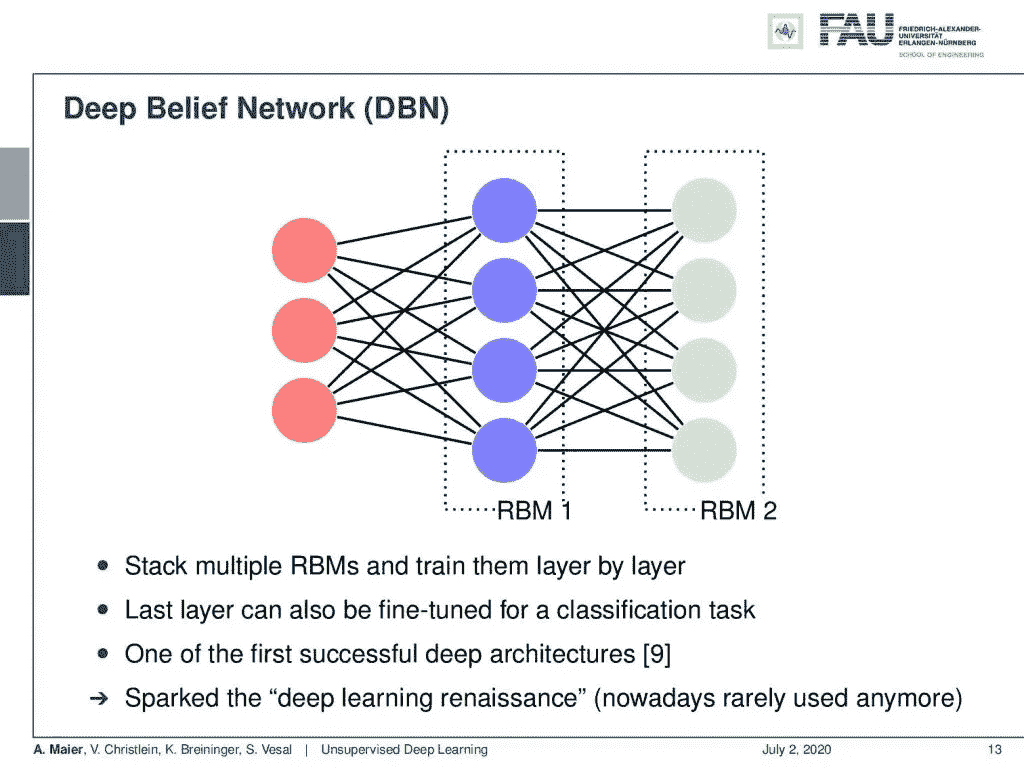 FAU
FRIEDRICH-ALEXANDER-
UNIVERSITÄT
ERLANGEN-NÜRNBERG
SCHOOL OF ENGINEERING
Deep Belief Network (DBN)
RBM 1
RBM 2
• Stack multiple RBMs and train them layer by layer
• Last layer can also be fine-tuned for a classification task
• One of the first successful deep architectures [9]
→ Sparked the “deep learning renaissance” (nowadays rarely used anymore)
A. Maier, V. Christlein, K. Breininger, S. Vesal | Unsupervised Deep Learning July 2, 2020 13